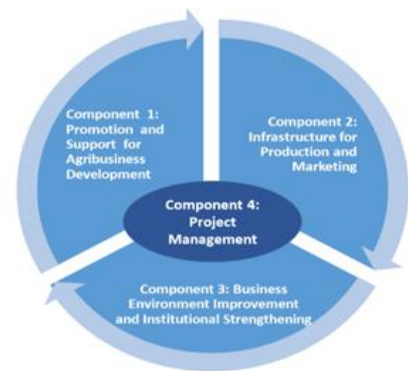 Component 1:
Promotion and
Support for
Agribusiness
Development
Component 2:
Infrastructure for
Production and
Marketing
Component 4:
Project
Management
Component 3: Business
Environment Improvement
and Institutional Strengthening